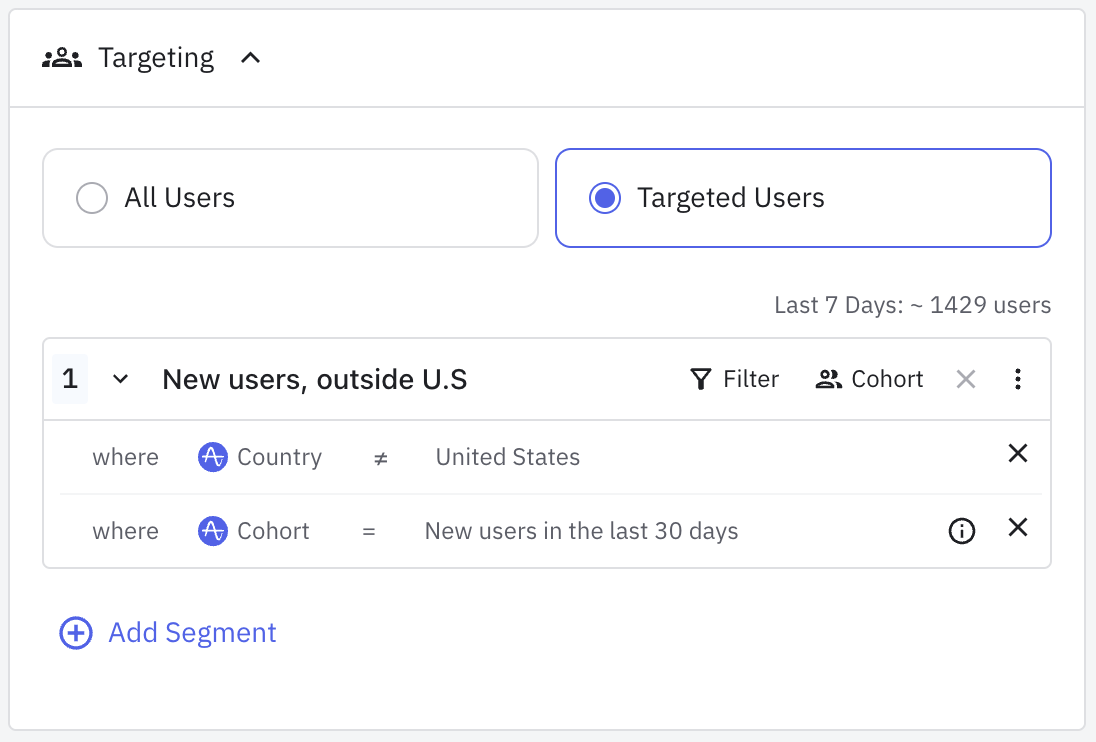 Targeting
All Users
Targeted Users
Last 7 Days: ~ 1429 users
1 New users, outside U.S Filter Cohort
where Country ≠ United States
where Cohort = New users in the last 30 days
Add Segment